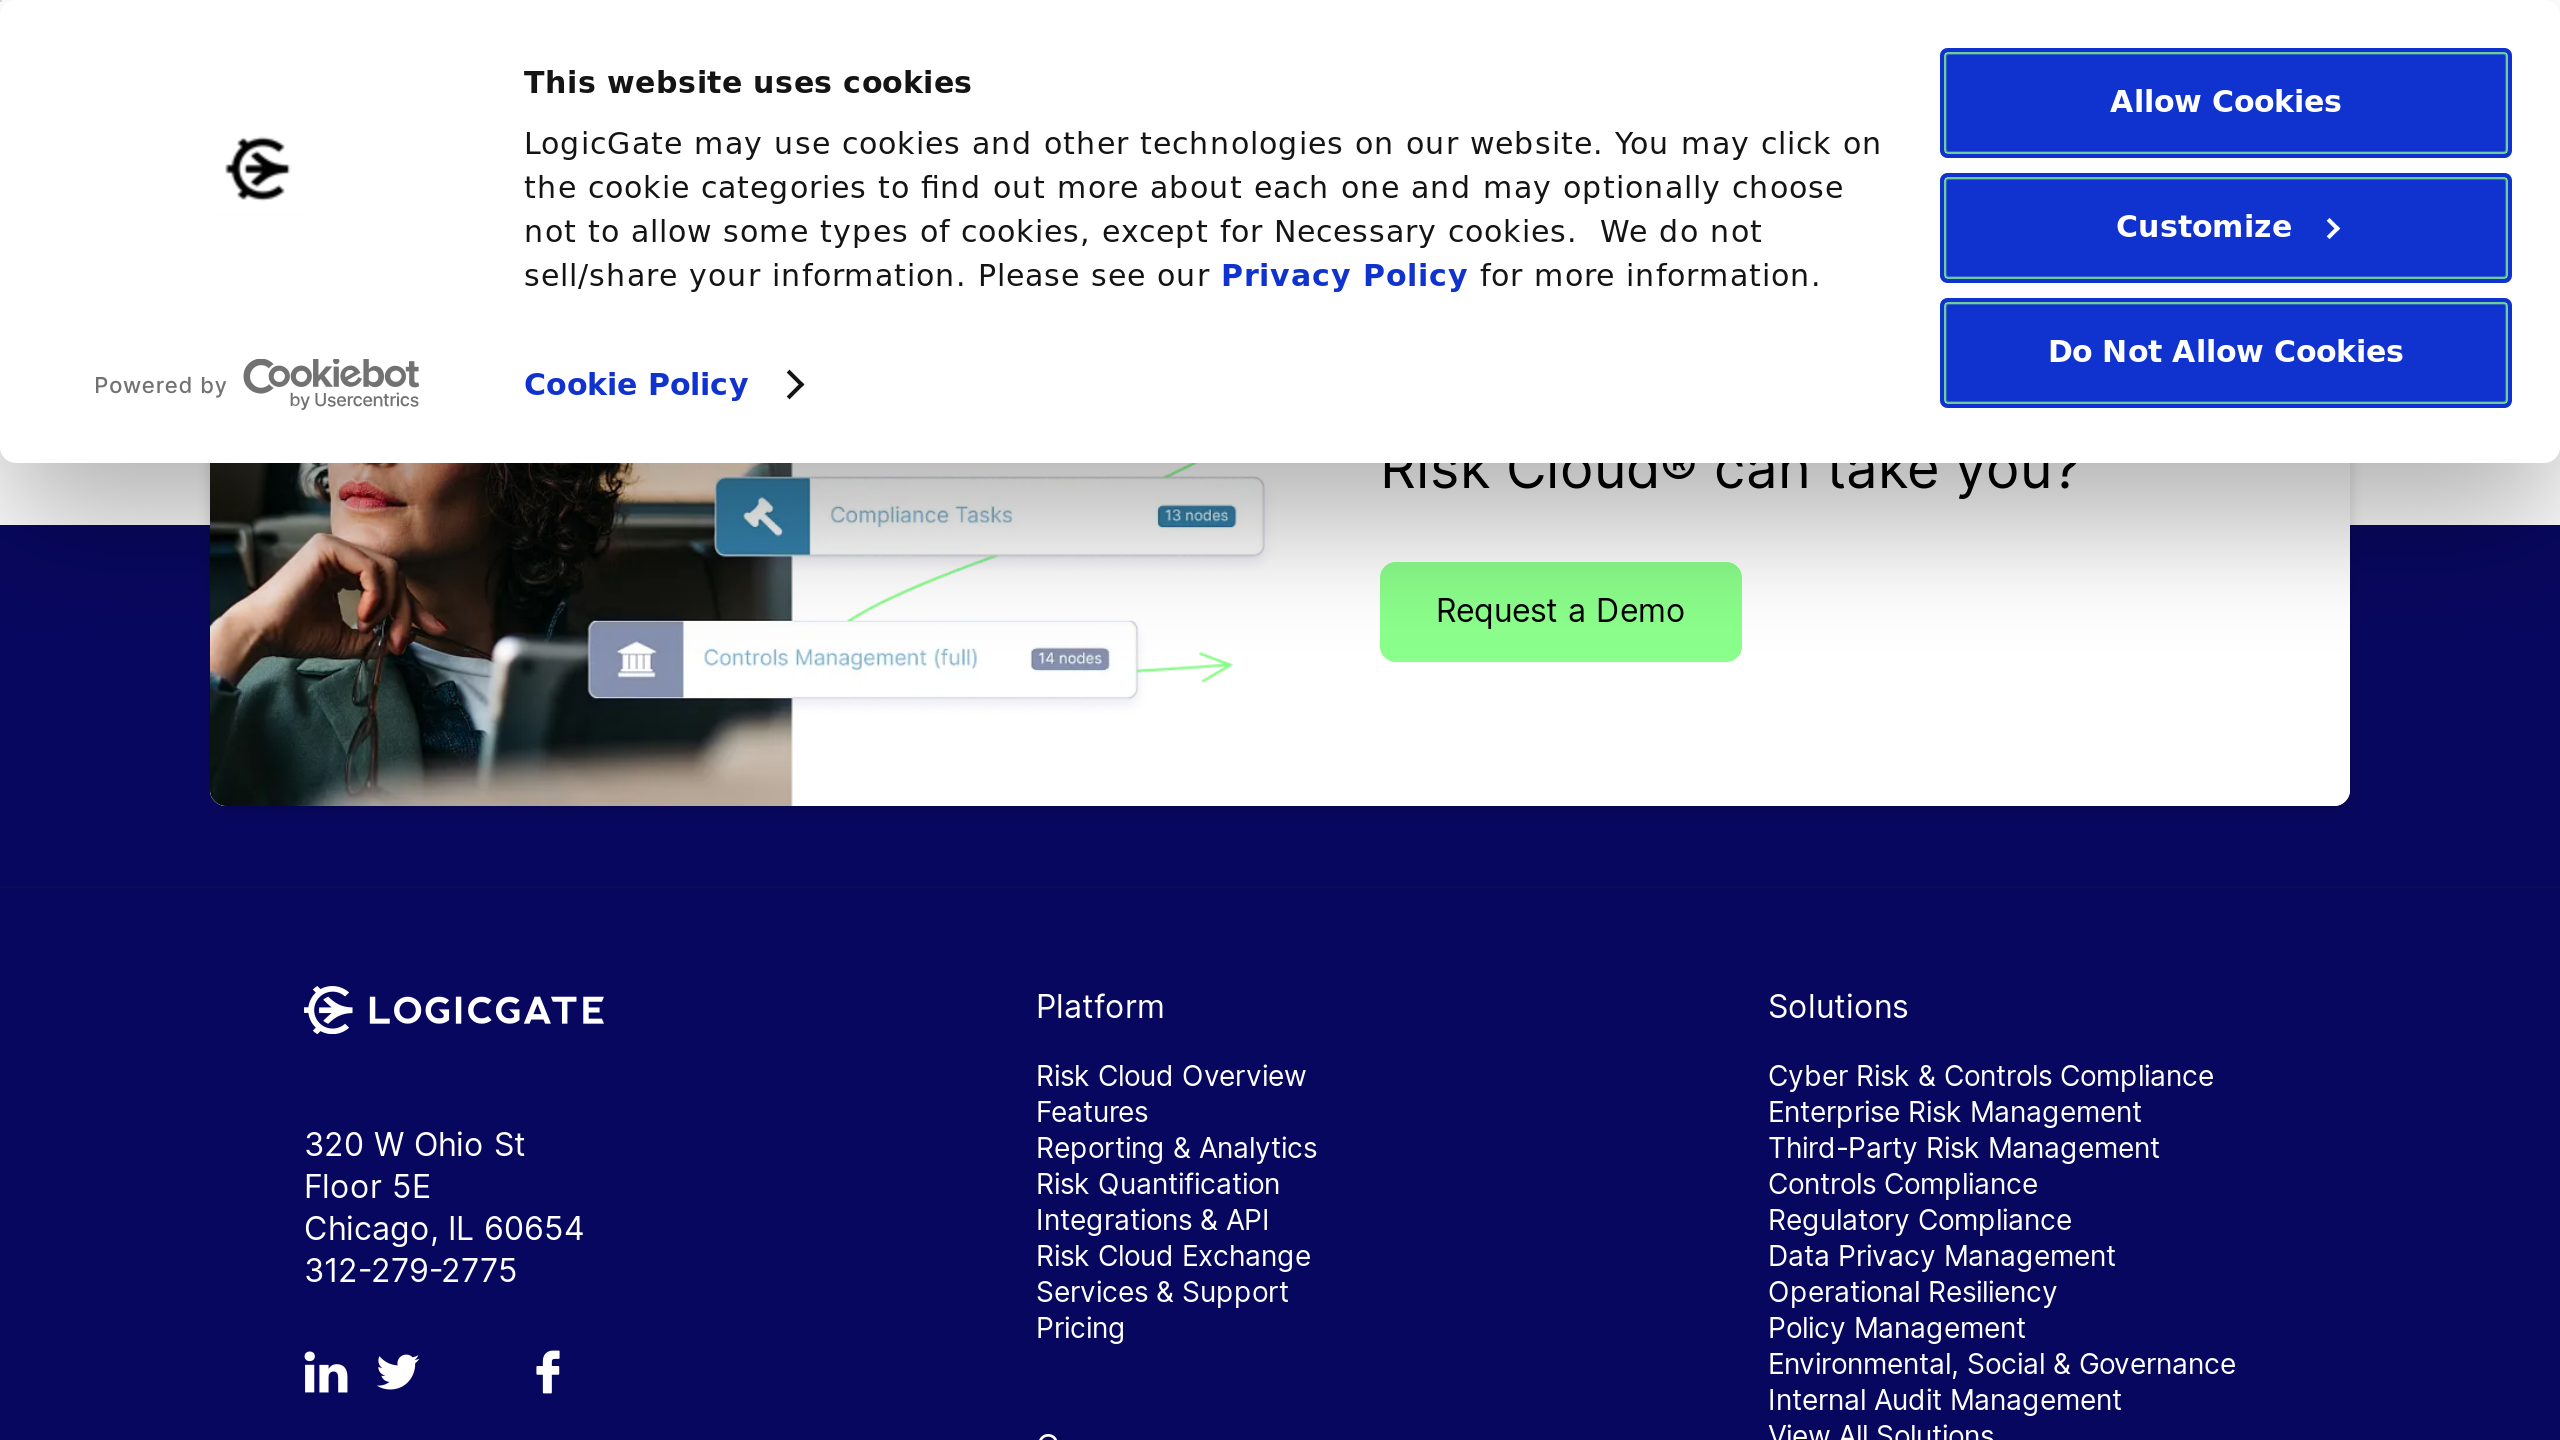 This website uses cookies
LogicGate may use cookies and other technologies on our website. You may click on
the cookie categories to find out more about each one and may optionally choose
not to allow some types of cookies, except for Necessary cookies.  We do not
sell/share your information. Please see our Privacy Policy for more information.
Powered by Cookiebot
by Usercentrics
Cookie Policy
Allow Cookies
Customize
Do Not Allow Cookies
Risk Cloud® can take you?
Compliance Tasks 13 nodes
Controls Management (full) 14 nodes
Request a Demo
LOGICGATE
320 W Ohio St
Floor 5E
Chicago, IL 60654
312-279-2775
Platform
Risk Cloud Overview
Features
Reporting & Analytics
Risk Quantification
Integrations & API
Risk Cloud Exchange
Services & Support
Pricing
Solutions
Cyber Risk & Controls Compliance
Enterprise Risk Management
Third-Party Risk Management
Controls Compliance
Regulatory Compliance
Data Privacy Management
Operational Resiliency
Policy Management
Environmental, Social & Governance
Internal Audit Management
View All Solutions